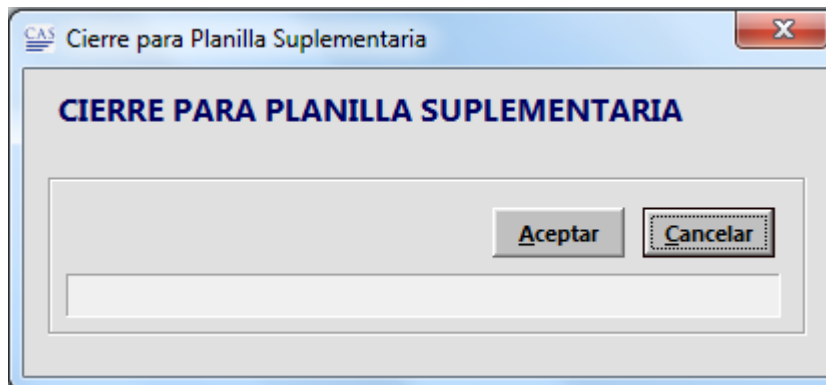 CAS Cierre para Planilla Suplementaria
CIERRE PARA PLANILLA SUPLEMENTARIA
Aceptar Cancelar